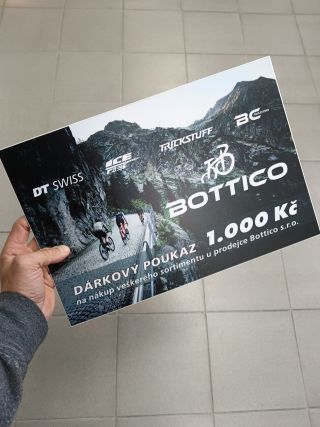 DT SWISS
ICE
TRICKSTUFF
BC
BOTTICO
1.000 Kč
DÁRKOVÝ POUKAZ
na nákup veškerého sortimentu u prodejce Bottico s.r.o.